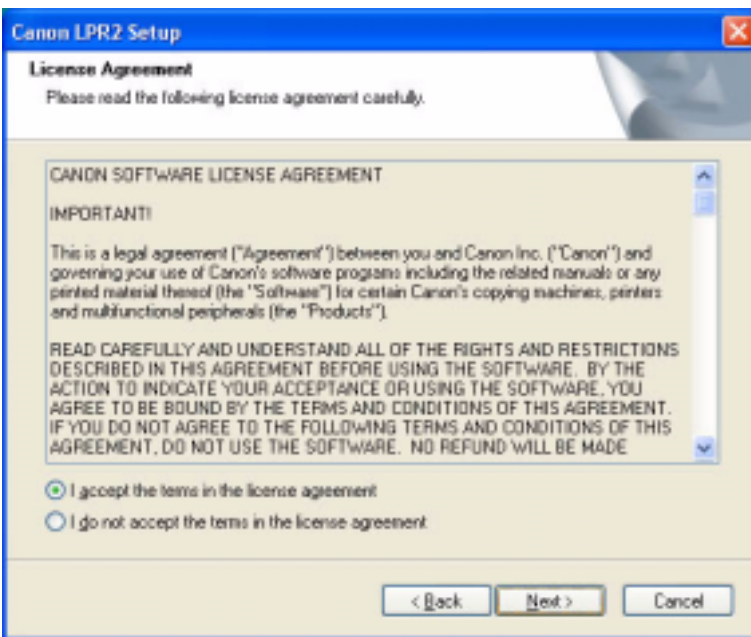 Canon LPR2 Setup
License Agreement
Please read the following license agreement carefully.
CANON SOFTWARE LICENSE AGREEMENT
IMPORTANT!
This is a legal agreement ("Agreement") between you and Canon Inc. ("Canon") and
governing your use of Canon's software programs including the related manuals or any
printed material thereof (the "Software") for certain Canon's copying machines, printers
and multifunctional peripherals (the "Products").
READ CAREFULLY AND UNDERSTAND ALL OF THE RIGHTS AND RESTRICTIONS
DESCRIBED IN THIS AGREEMENT BEFORE USING THE SOFTWARE. BY THE
ACTION TO INDICATE YOUR ACCEPTANCE OR USING THE SOFTWARE, YOU
AGREE TO BE BOUND BY THE TERMS AND CONDITIONS OF THIS AGREEMENT.
IF YOU DO NOT AGREE TO THE FOLLOWING TERMS AND CONDITIONS OF THIS
AGREEMENT, DO NOT USE THE SOFTWARE. NO REFUND WILL BE MADE
I accept the terms in the license agreement
I do not accept the terms in the license agreement
< Back Next > Cancel